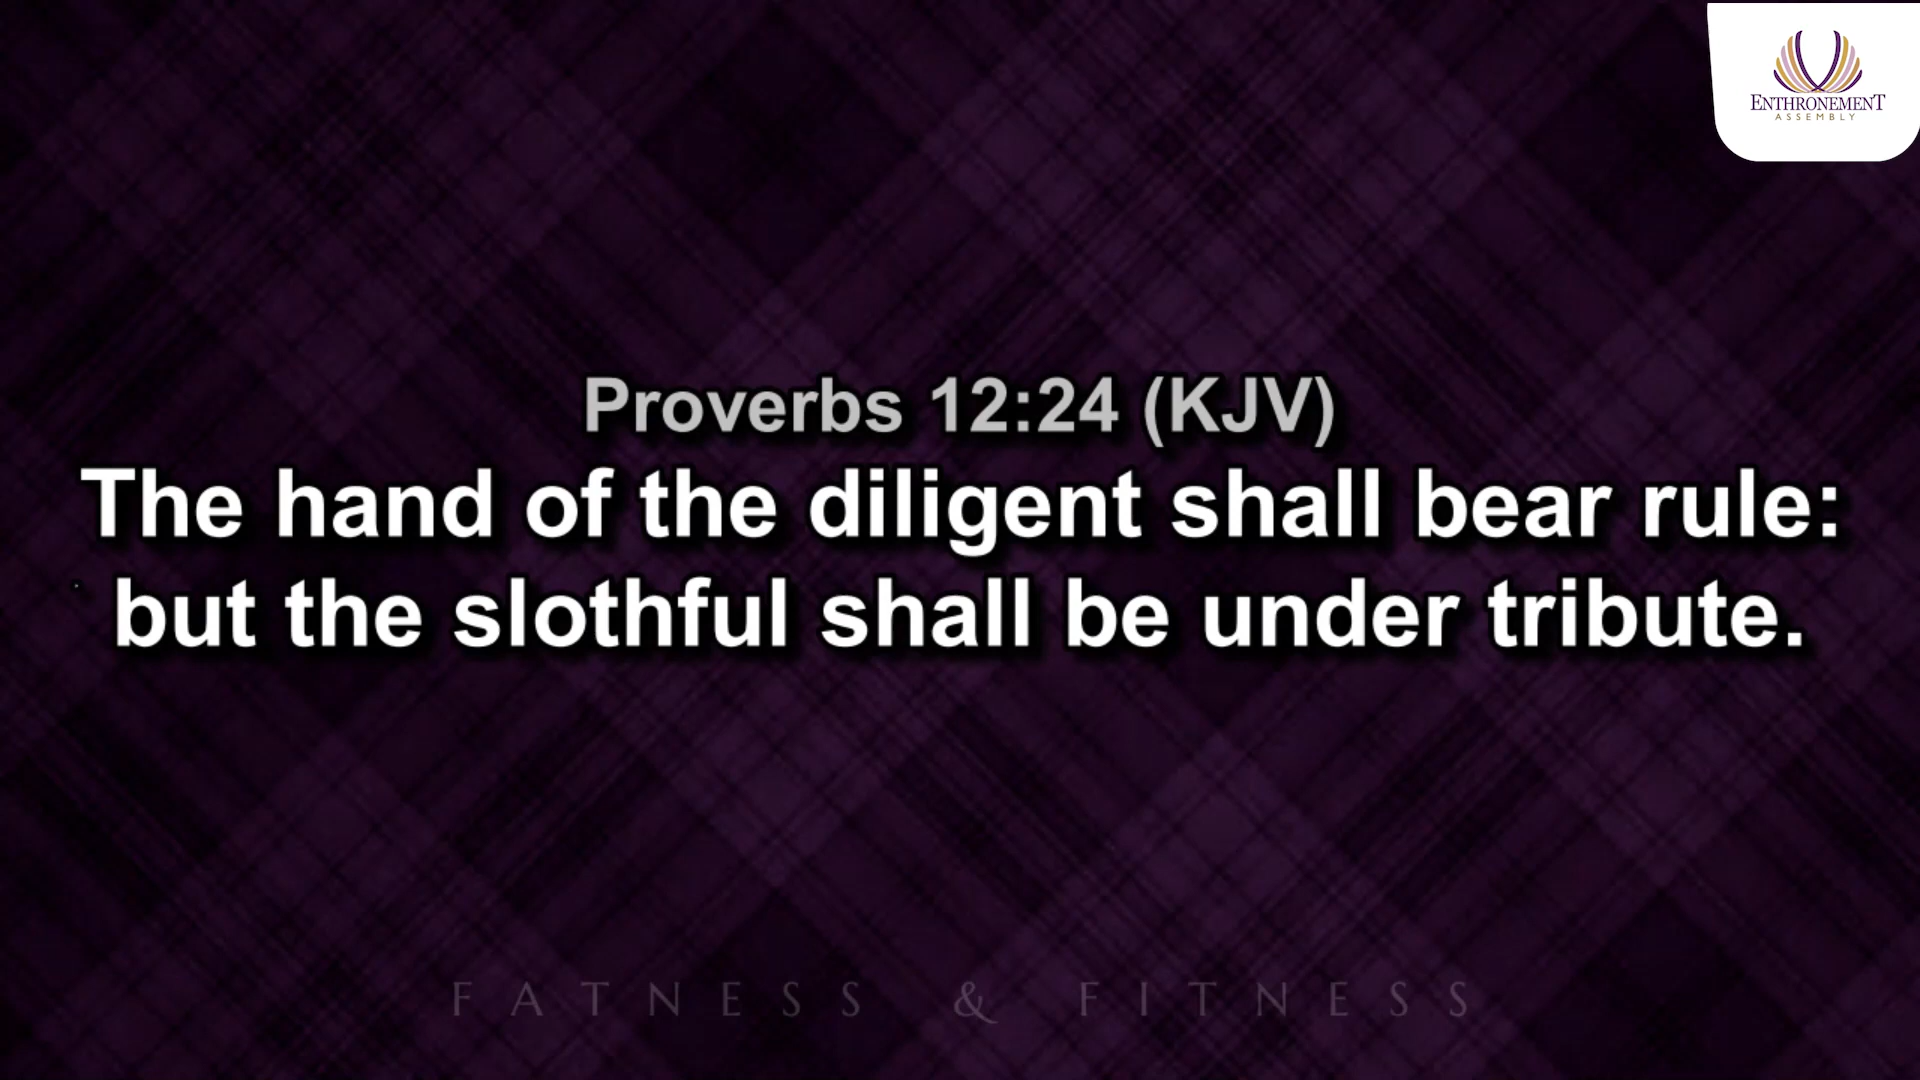 ENTHRONEMENT
ASSEMBLY
Proverbs 12:24 (KJV)
The hand of the diligent shall bear rule:
but the slothful shall be under tribute.
FATNESS & FITNESS